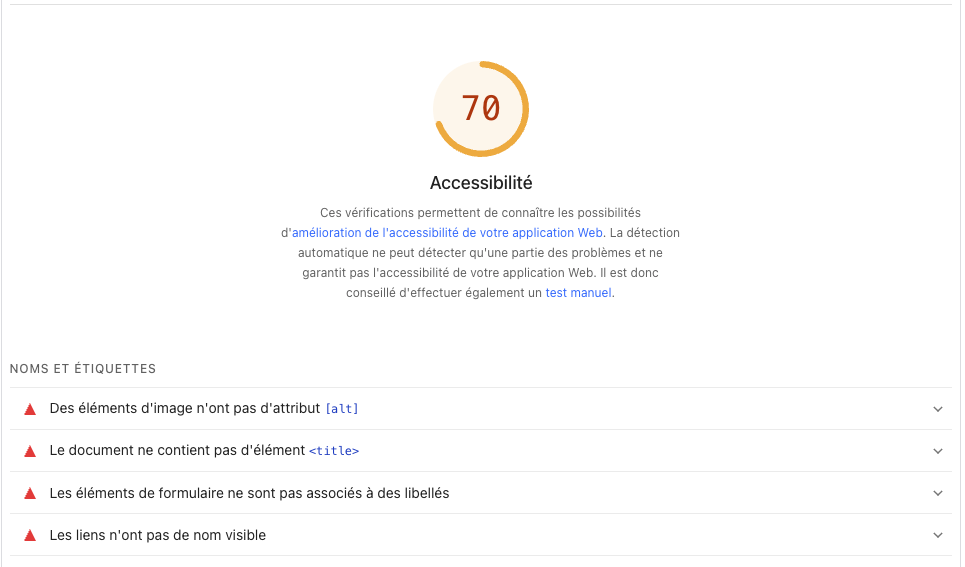 70
Accessibilité
Ces vérifications permettent de connaître les possibilités
d'amélioration de l'accessibilité de votre application Web. La détection
automatique ne peut détecter qu'une partie des problèmes et ne
garantit pas l'accessibilité de votre application Web. Il est donc
conseillé d'effectuer également un test manuel.
NOMS ET ÉTIQUETTES
Des éléments d'image n'ont pas d'attribut [alt]
Le document ne contient pas d'élément <title>
Les éléments de formulaire ne sont pas associés à des libellés
Les liens n'ont pas de nom visible